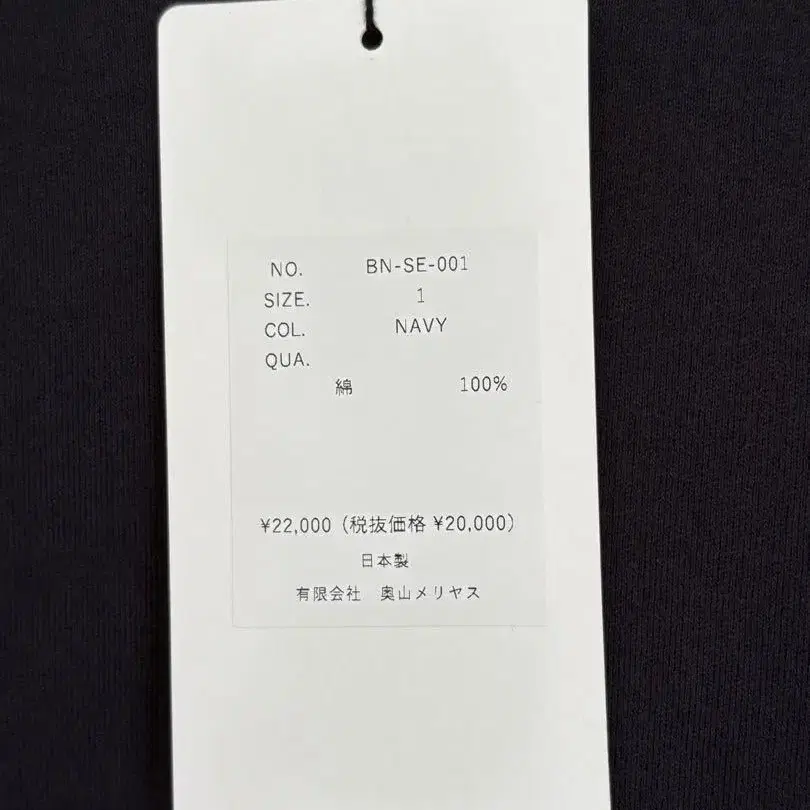 NO. BN-SE-001
SIZE. 1
COL. NAVY
QUA.
綿 100%
¥22,000（税抜価格 ¥20,000）
日本製
有限会社　奥山メリヤス